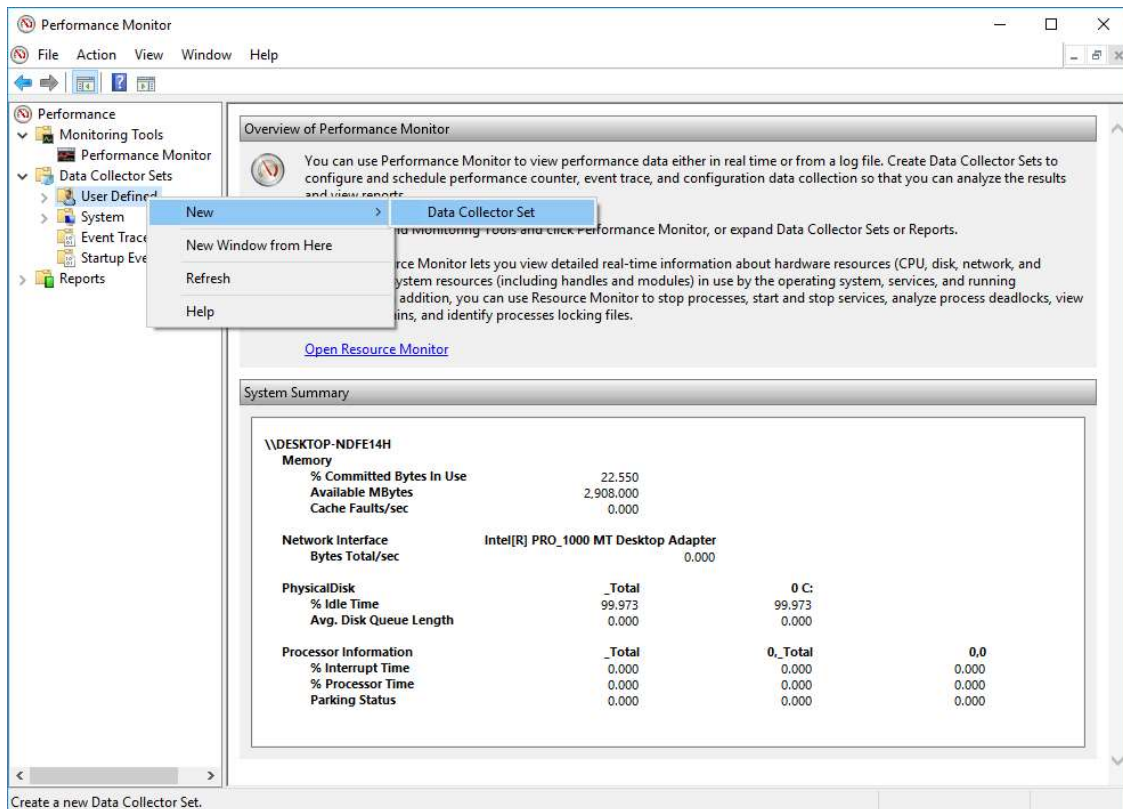 Performance Monitor
File Action View Window Help
Performance
Monitoring Tools
Performance Monitor
Data Collector Sets
User Defined
System
Event Trace
Startup Eve
Reports
New
New Window from Here
Refresh
Help
Data Collector Set
Overview of Performance Monitor
You can use Performance Monitor to view performance data either in real time or from a log file. Create Data Collector Sets to
configure and schedule performance counter, event trace, and configuration data collection so that you can analyze the results
and view reports.
Monitoring Tools and click Performance Monitor, or expand Data Collector Sets or Reports.
rce Monitor lets you view detailed real-time information about hardware resources (CPU, disk, network, and
ystem resources (including handles and modules) in use by the operating system, services, and running
addition, you can use Resource Monitor to stop processes, start and stop services, analyze process deadlocks, view
ins, and identify processes locking files.
Open Resource Monitor
System Summary
\\DESKTOP-NDFE14H
Memory
% Committed Bytes In Use 22.550
Available MBytes 2,908.000
Cache Faults/sec 0.000
Network Interface Intel[R] PRO_1000 MT Desktop Adapter
Bytes Total/sec 0.000
PhysicalDisk _Total 0 C:
% Idle Time 99.973 99.973
Avg. Disk Queue Length 0.000 0.000
Processor Information _Total 0,_Total 0,0
% Interrupt Time 0.000 0.000 0.000
% Processor Time 0.000 0.000 0.000
Parking Status 0.000 0.000 0.000
Create a new Data Collector Set.